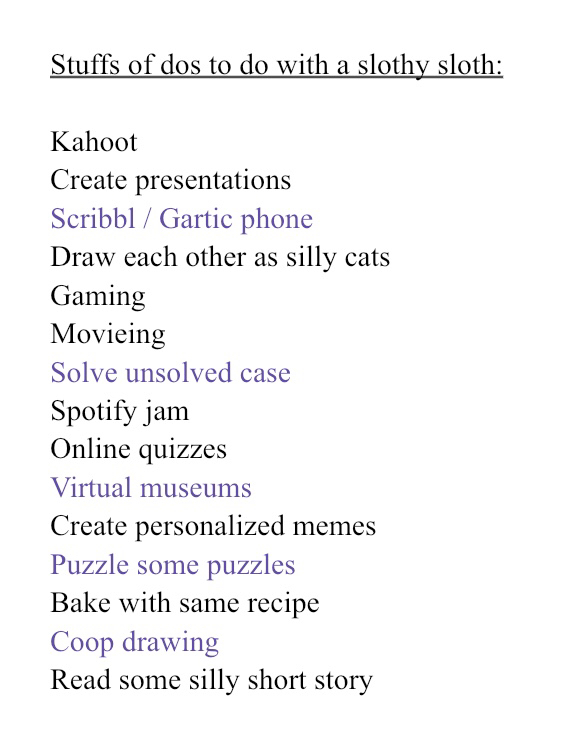 Stuffs of dos to do with a slothy sloth:
Kahoot
Create presentations
Scribbl / Gartic phone
Draw each other as silly cats
Gaming
Movieing
Solve unsolved case
Spotify jam
Online quizzes
Virtual museums
Create personalized memes
Puzzle some puzzles
Bake with same recipe
Coop drawing
Read some silly short story